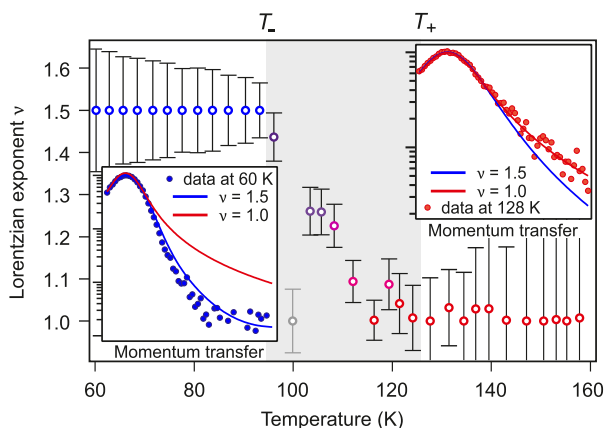 T- T+
1.6
1.5
1.4
1.3
1.2
1.1
1.0
Lorentzian exponent ν
data at 60 K
ν = 1.5
ν = 1.0
Momentum transfer
ν = 1.5
ν = 1.0
data at 128 K
Momentum transfer
60 80 100 120 140 160
Temperature (K)